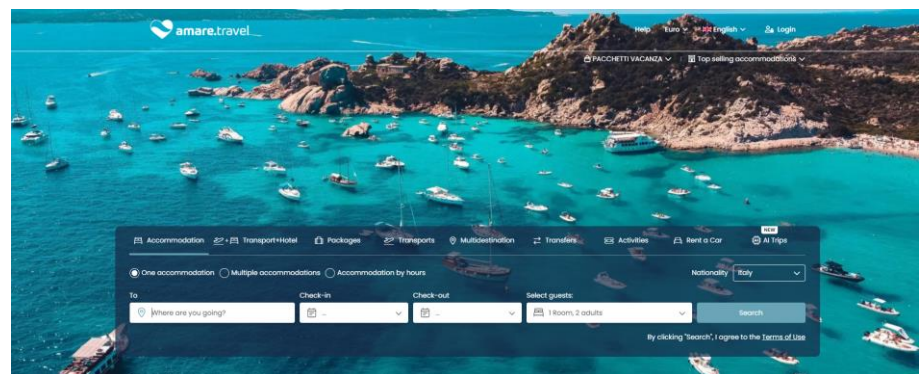 amare.travel
Help Euro English Login
PACCHETTI VACANZA Top selling accommodations
NEW
Accommodation Transport+Hotel Packages Transports Multidestination Transfers Activities Rent a Car AI Trips
One accommodation Multiple accommodations Accommodation by hours Nationality Italy
To Check-in Check-out Select guests:
Where are you going? .. .. 1 Room, 2 adults Search
By clicking "Search", I agree to the Terms of Use